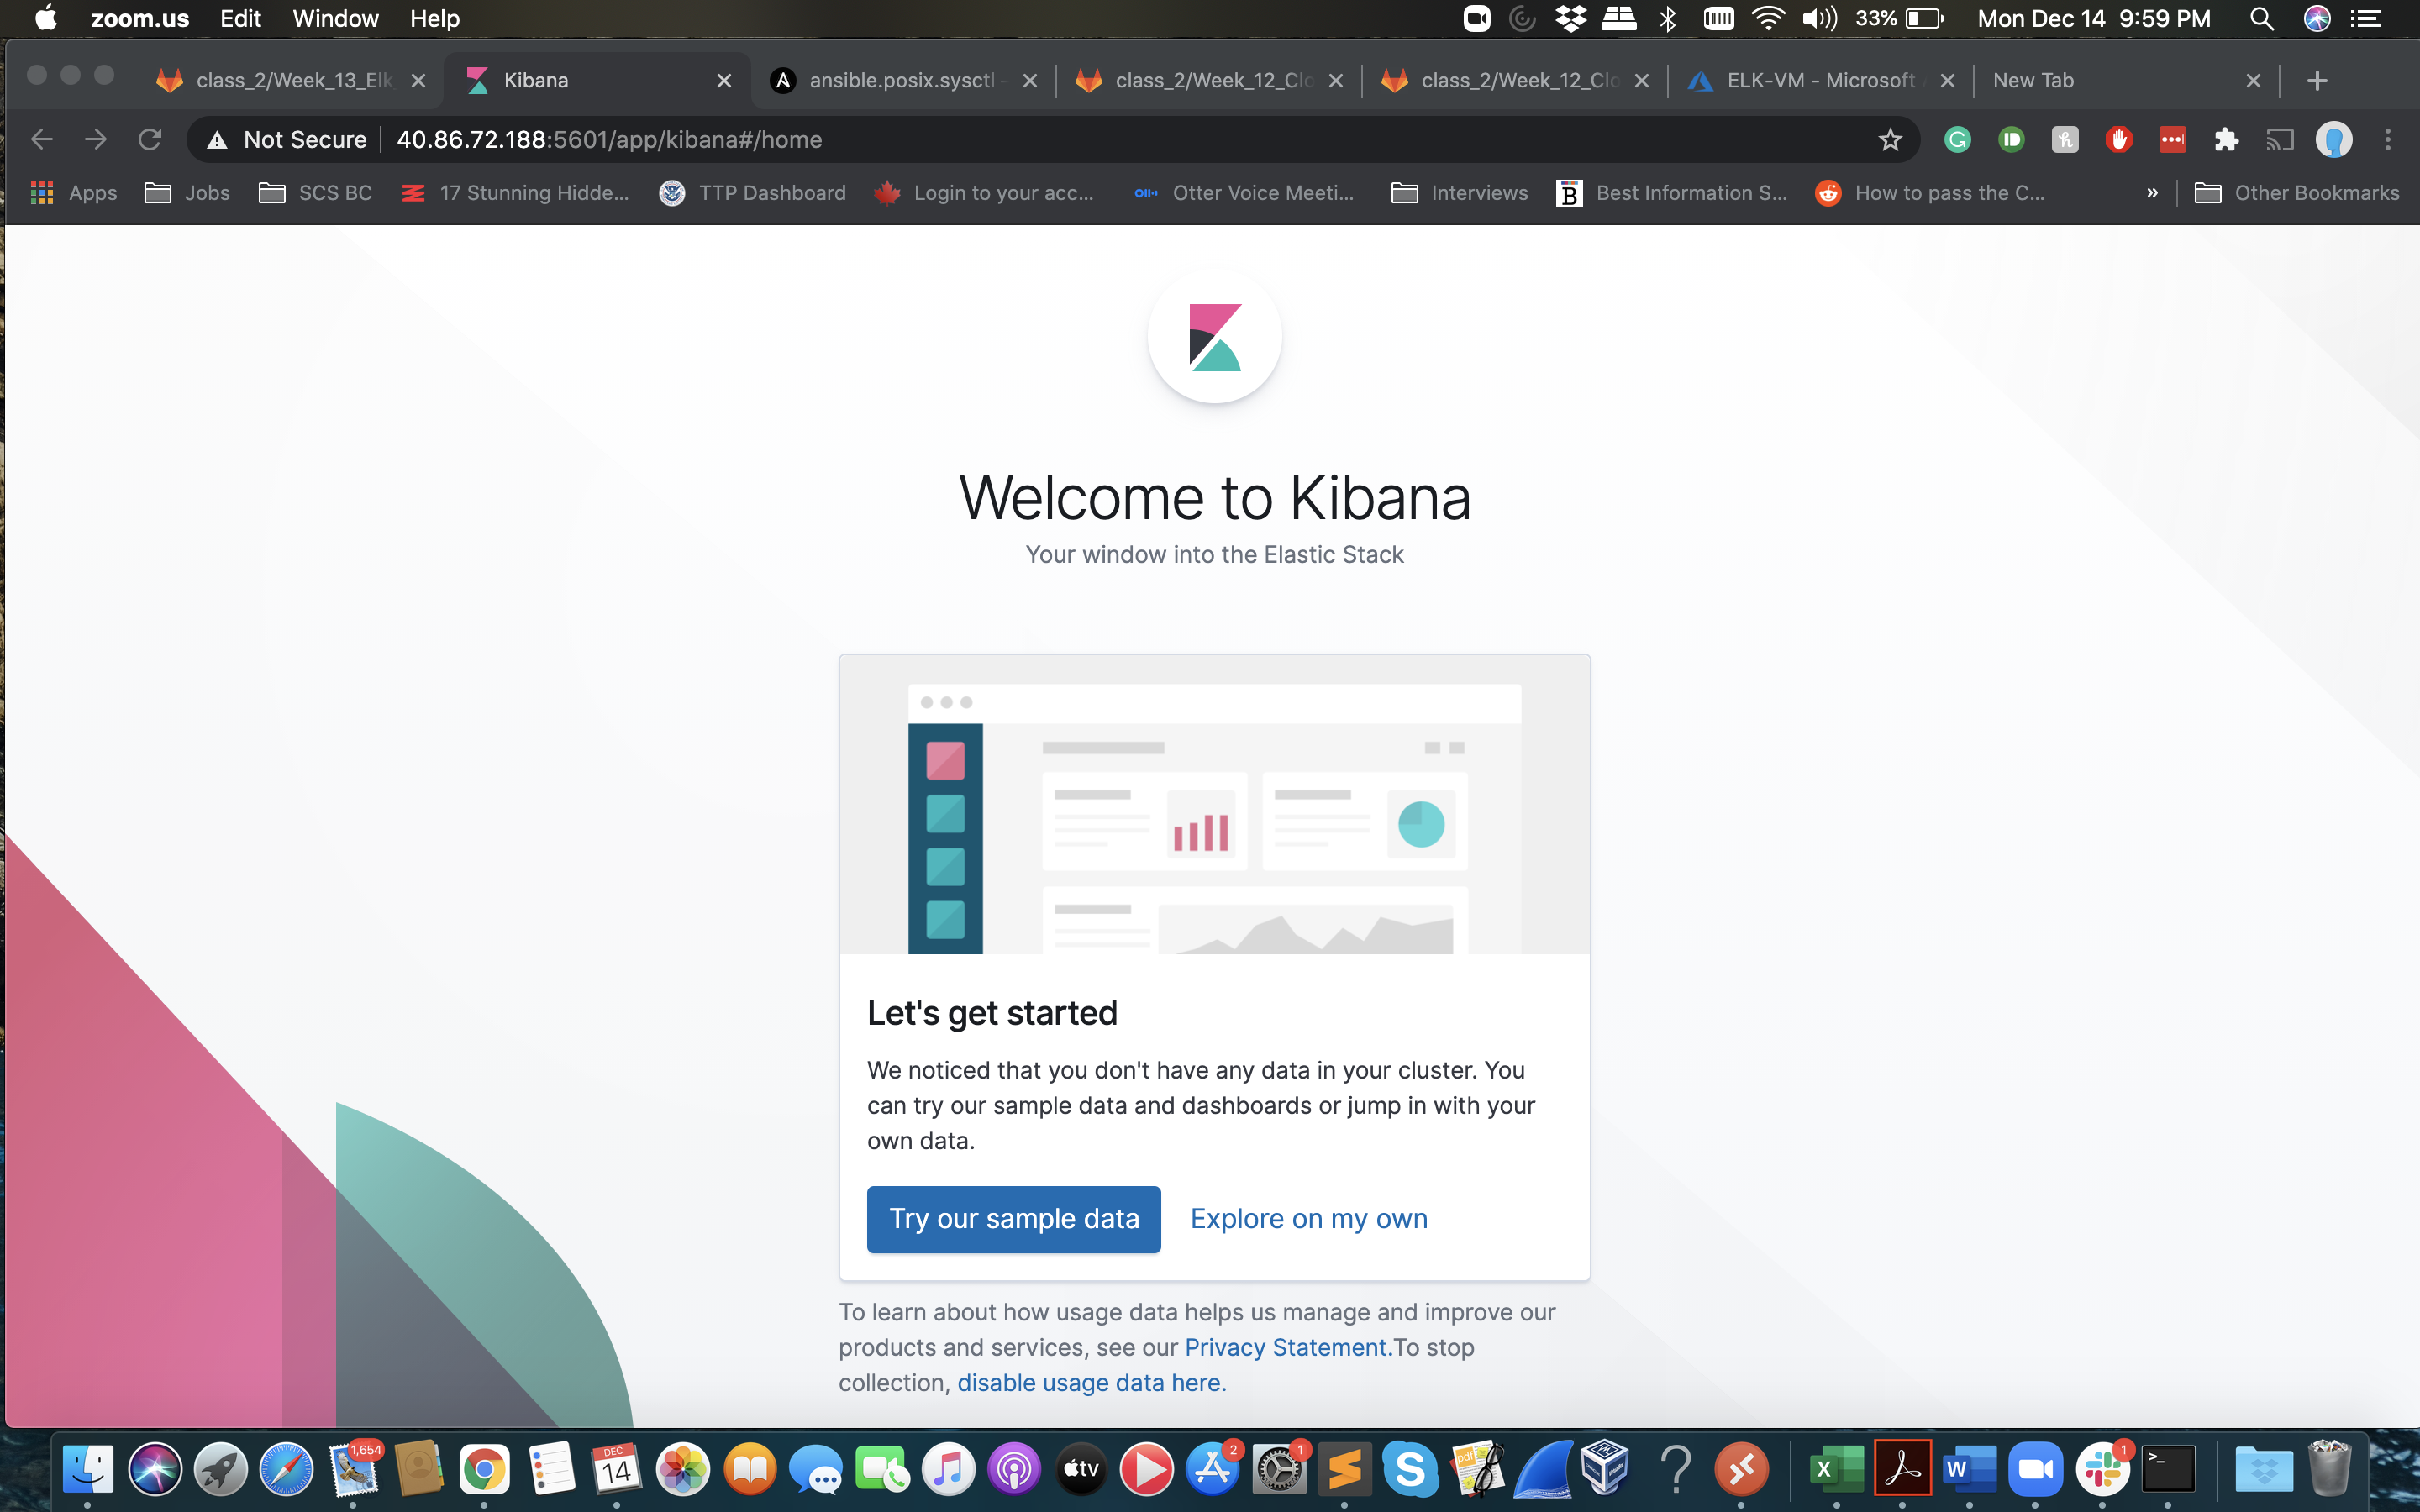 zoom.us Edit Window Help 33% Mon Dec 14 9:59 PM
class_2/Week_13_Elk Kibana ansible.posix.sysctl - class_2/Week_12_Clo class_2/Week_12_Clo ELK-VM - Microsoft New Tab
Not Secure 40.86.72.188:5601/app/kibana#/home
Apps Jobs SCS BC 17 Stunning Hidde... TTP Dashboard Login to your acc... Otter Voice Meeti... Interviews Best Information S... How to pass the C... » Other Bookmarks
Welcome to Kibana
Your window into the Elastic Stack
Let's get started
We noticed that you don't have any data in your cluster. You
can try our sample data and dashboards or jump in with your
own data.
Try our sample data Explore on my own
To learn about how usage data helps us manage and improve our
products and services, see our Privacy Statement.To stop
collection, disable usage data here.
1,654 DEC 14 tv 2 1 1